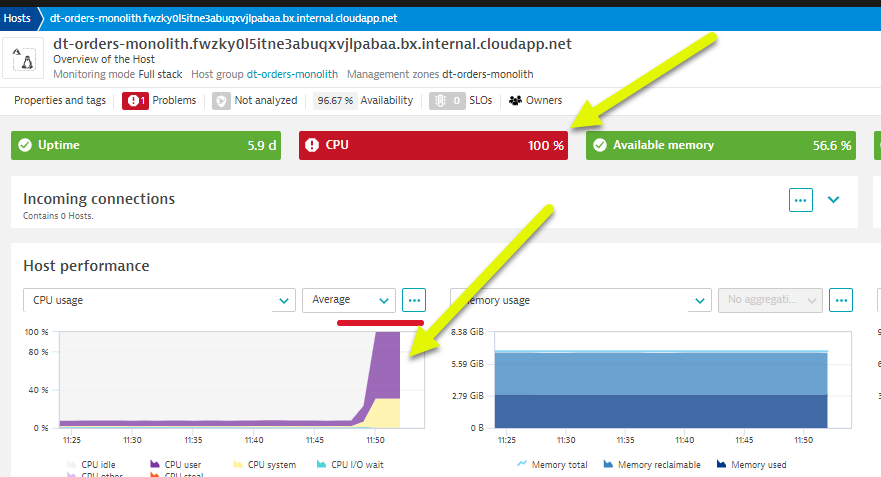 Hosts dt-orders-monolith.fwzky0l5itne3abuqxvjlpabaa.bx.internal.cloudapp.net
dt-orders-monolith.fwzky0l5itne3abuqxvjlpabaa.bx.internal.cloudapp.net
Overview of the Host
Monitoring mode Full stack Host group dt-orders-monolith Management zones dt-orders-monolith
Properties and tags 1 Problems Not analyzed 96.67 % Availability 0 SLOs Owners
Uptime 5.9 d CPU 100 % Available memory 56.6 %
Incoming connections
Contains 0 Hosts.
Host performance
CPU usage Average ... emory usage No aggregati... ...
100 % 8.38 GiB
80 % 5.59 GiB
40 % 2.79 GiB
0 % 0 B
11:25 11:30 11:35 11:40 11:45 11:50 11:25 11:30 11:35 11:40 11:45 11:50
CPU idle CPU user CPU system CPU I/O wait Memory total Memory reclaimable Memory used
CPU other CPU steal